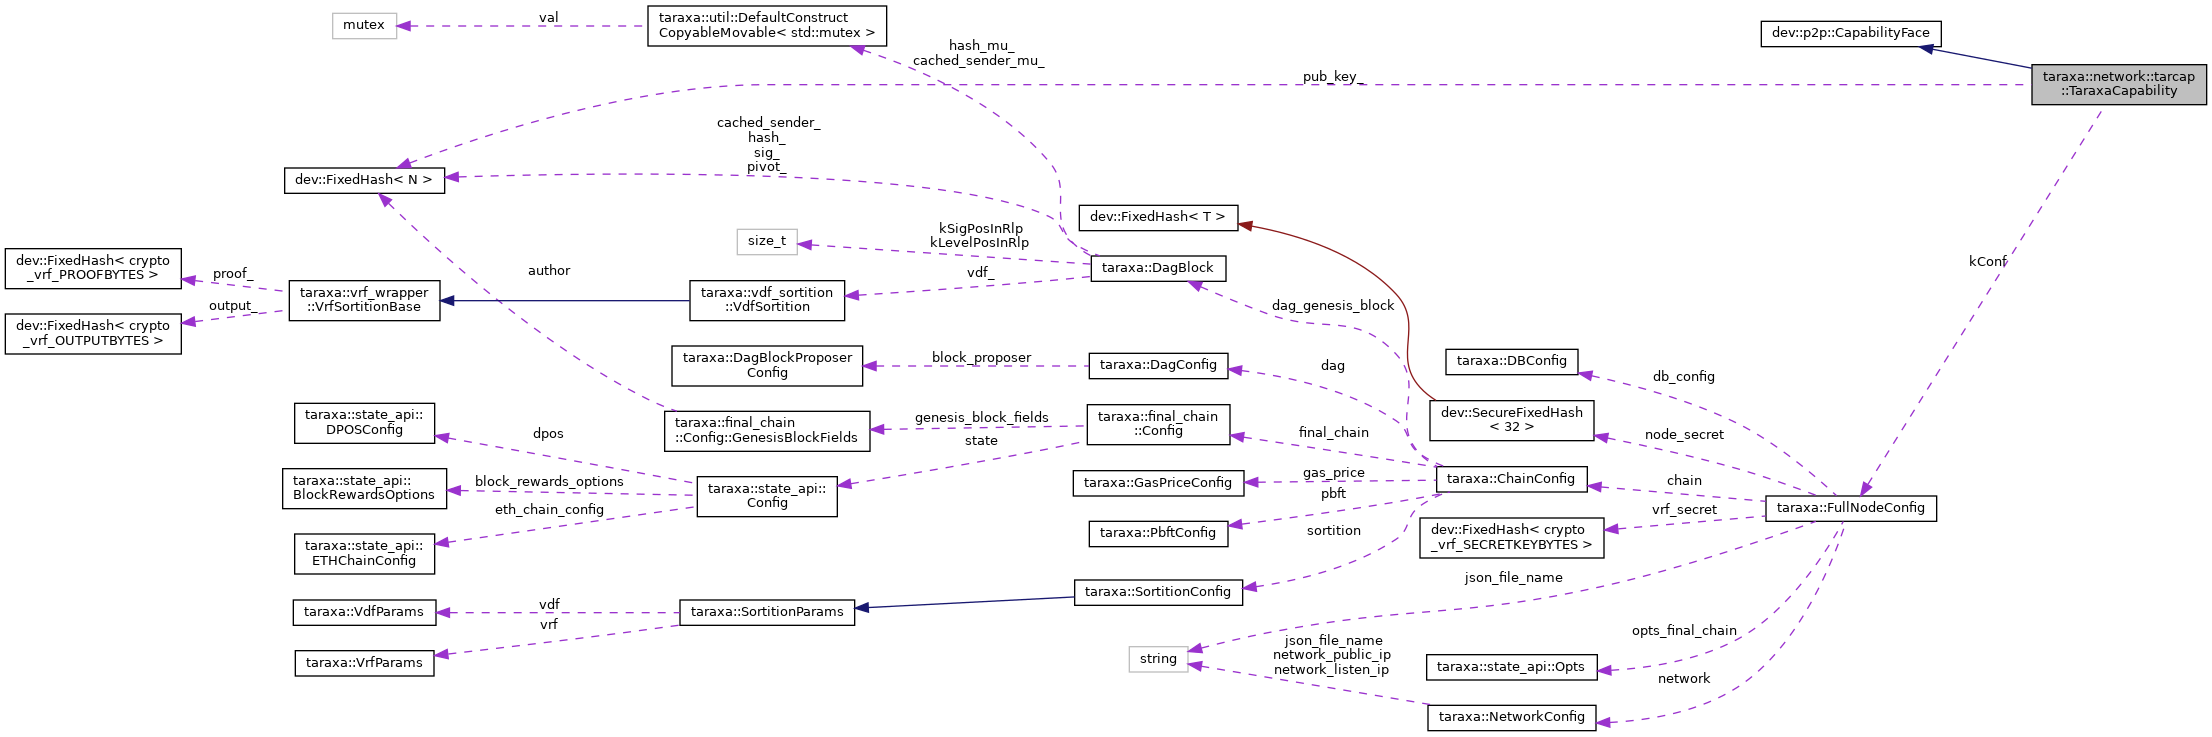 mutex
val
taraxa::util::DefaultConstruct
CopyableMovable< std::mutex >
hash_mu_
cached_sender_mu_
dev::p2p::CapabilityFace
pub_key_
taraxa::network::tarcap
::TaraxaCapability
cached_sender_
hash_
sig_
pivot_
dev::FixedHash< N >
dev::FixedHash< T >
size_t
kSigPosInRlp
kLevelPosInRlp
taraxa::DagBlock
kConf
dev::FixedHash< crypto
_vrf_PROOFBYTES >
proof_
author
vdf_
taraxa::vrf_wrapper
::VrfSortitionBase
taraxa::vdf_sortition
::VdfSortition
output_
dev::FixedHash< crypto
_vrf_OUTPUTBYTES >
dag_genesis_block
taraxa::DagBlockProposer
Config
block_proposer
taraxa::DagConfig
dag
taraxa::DBConfig
db_config
taraxa::state_api::
DPOSConfig
dpos
taraxa::final_chain
::Config::GenesisBlockFields
genesis_block_fields
state
taraxa::final_chain
::Config
final_chain
dev::SecureFixedHash
< 32 >
node_secret
taraxa::state_api::
BlockRewardsOptions
block_rewards_options
taraxa::state_api::
Config
taraxa::GasPriceConfig
gas_price
taraxa::ChainConfig
chain
eth_chain_config
pbft
vrf_secret
taraxa::FullNodeConfig
taraxa::state_api::
ETHChainConfig
taraxa::PbftConfig
sortition
dev::FixedHash< crypto
_vrf_SECRETKEYBYTES >
json_file_name
taraxa::SortitionConfig
taraxa::VdfParams
vdf
vrf
taraxa::SortitionParams
opts_final_chain
taraxa::VrfParams
string
json_file_name
network_public_ip
network_listen_ip
taraxa::state_api::Opts
network
taraxa::NetworkConfig